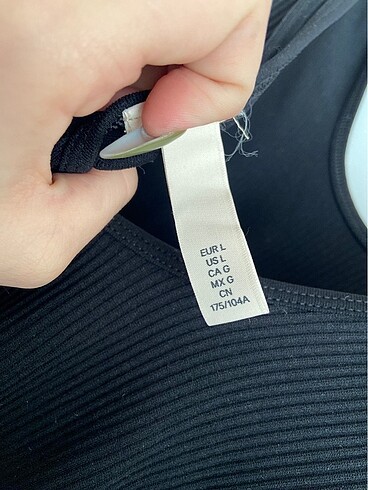 EUR L
US L
CA G
MX G
CN
175/104A